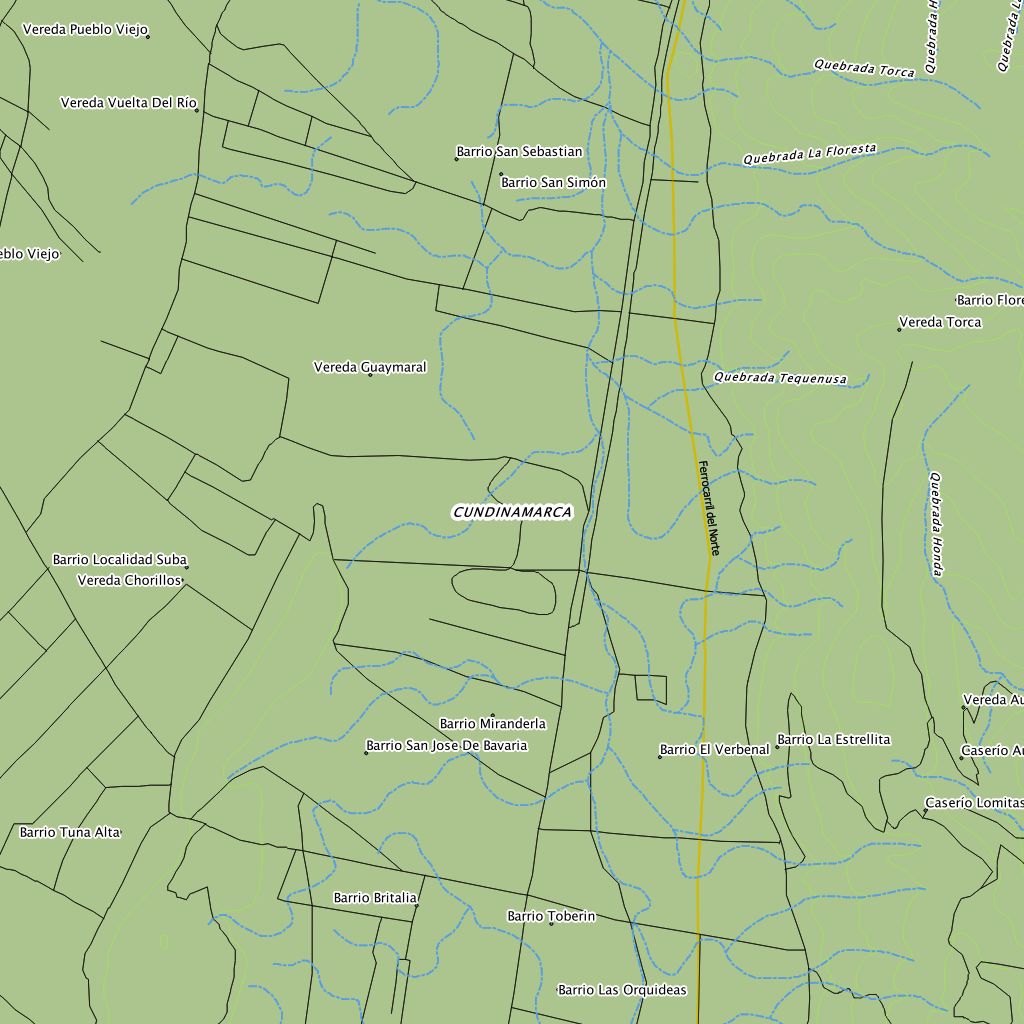 Vereda Pueblo Viejo
Quebrada H
Quebrada L
Quebrada Torca
Vereda Vuelta Del Río
Barrio San Sebastian
Quebrada La Floresta
Barrio San Simón
eblo Viejo
Barrio Flore
Vereda Torca
Vereda Guaymaral
Quebrada Tequenusa
Ferrocarril del Norte
Quebrada Honda
CUNDINAMARCA
Barrio Localidad Suba
Vereda Chorillos
Vereda Au
Barrio Miranderla
Barrio San Jose De Bavaria
Barrio El Verbenal
Barrio La Estrellita
Caserío Au
Caserío Lomitas
Barrio Tuna Alta
Barrio Britalia
Barrio Toberin
Barrio Las Orquideas